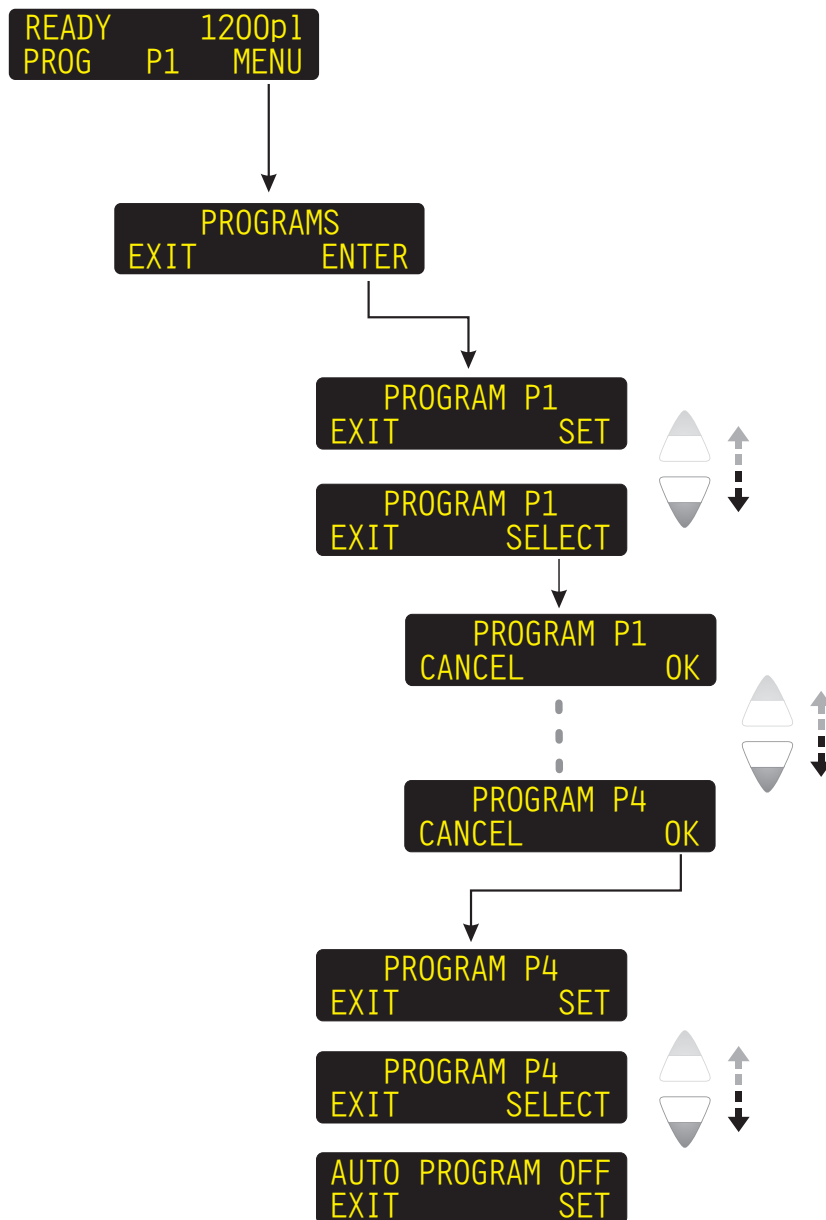 READY 1200pl
PROG P1 MENU
PROGRAMS
EXIT ENTER
PROGRAM P1
EXIT SET
PROGRAM P1
EXIT SELECT
PROGRAM P1
CANCEL OK
PROGRAM P4
CANCEL OK
PROGRAM P4
EXIT SET
PROGRAM P4
EXIT SELECT
AUTO PROGRAM OFF
EXIT SET